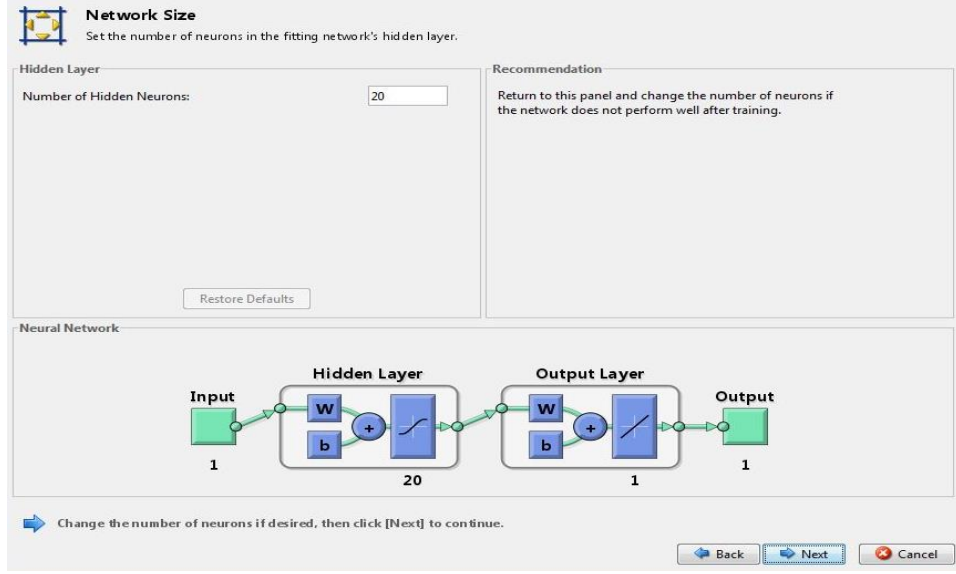 Network Size
Set the number of neurons in the fitting network's hidden layer.
Hidden Layer
Number of Hidden Neurons:
20
Restore Defaults
Recommendation
Return to this panel and change the number of neurons if
the network does not perform well after training.
Neural Network
Hidden Layer
Output Layer
Input
Output
W
b
+
W
b
+
1
20
1
1
Change the number of neurons if desired, then click [Next] to continue.
Back
Next
Cancel